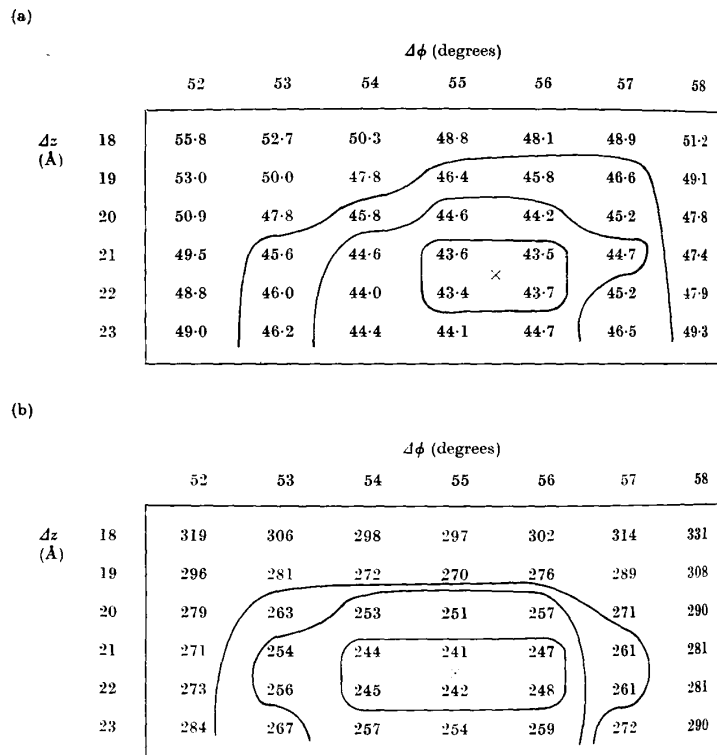 (a)
Δϕ (degrees)
52 53 54 55 56 57 58
Δz 18 55·8 52·7 50·3 48·8 48·1 48·9 51·2
(Å)
19 53·0 50·0 47·8 46·4 45·8 46·6 49·1
20 50·9 47·8 45·8 44·6 44·2 45·2 47·8
21 49·5 45·6 44·6 43·6 43·5 44·7 47·4
×
22 48·8 46·0 44·0 43·4 43·7 45·2 47·9
23 49·0 46·2 44·4 44·1 44·7 46·5 49·3
(b)
Δϕ (degrees)
52 53 54 55 56 57 58
Δz 18 319 306 298 297 302 314 331
(Å)
19 296 281 272 270 276 289 308
20 279 263 253 251 257 271 290
21 271 254 244 241 247 261 281
22 273 256 245 242 248 261 281
23 284 267 257 254 259 272 290